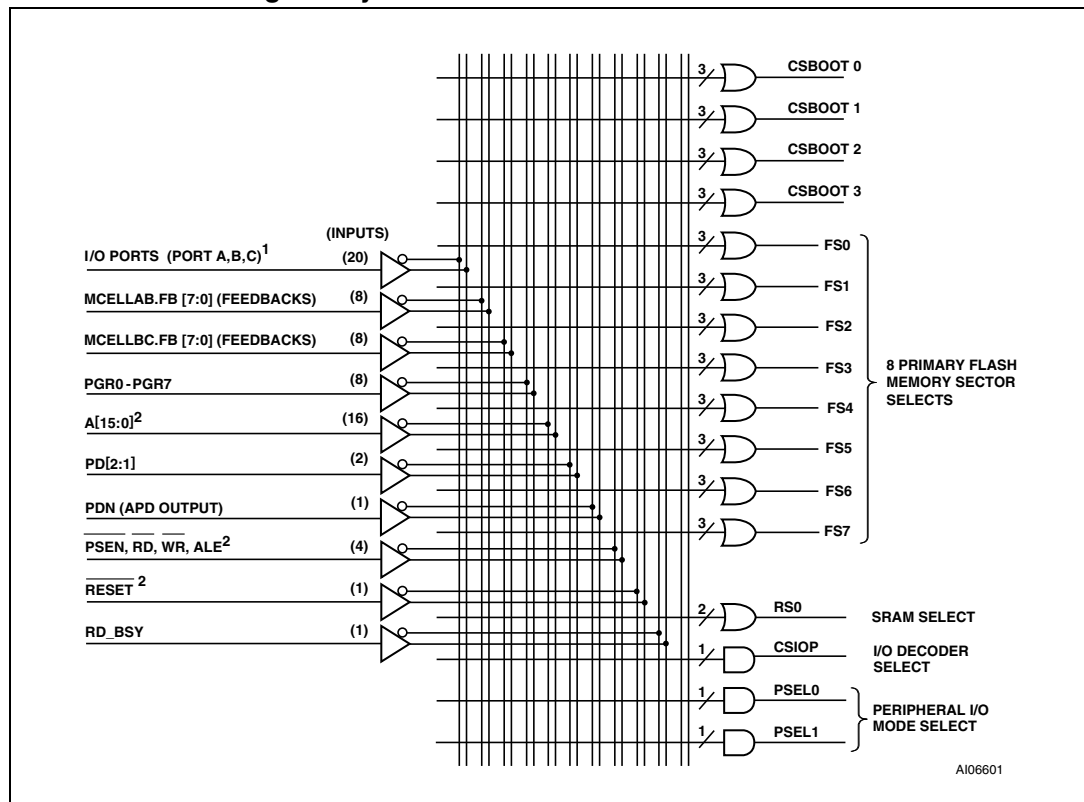 3 CSBOOT 0
3 CSBOOT 1
3 CSBOOT 2
3 CSBOOT 3
(INPUTS)
I/O PORTS (PORT A,B,C)1 (20)
MCELLAB.FB [7:0] (FEEDBACKS) (8)
MCELLBC.FB [7:0] (FEEDBACKS) (8)
PGR0 -PGR7 (8)
A[15:0]2 (16)
PD[2:1] (2)
PDN (APD OUTPUT) (1)
PSEN, RD, WR, ALE2 (4)
RESET 2 (1)
RD_BSY (1)
3 FS0
3 FS1
3 FS2
3 FS3
3 FS4
3 FS5
3 FS6
3 FS7
8 PRIMARY FLASH
MEMORY SECTOR
SELECTS
2 RS0 SRAM SELECT
1 CSIOP I/O DECODER
SELECT
1 PSEL0
1 PSEL1
PERIPHERAL I/O
MODE SELECT
AI06601